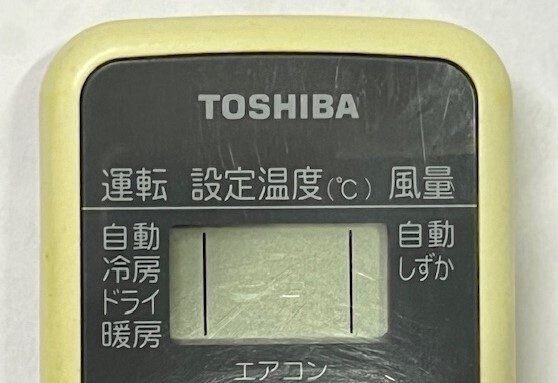 TOSHIBA
運転 設定温度(℃) 風量
自動 自動
冷房 しずか
ドライ
暖房
エアコン